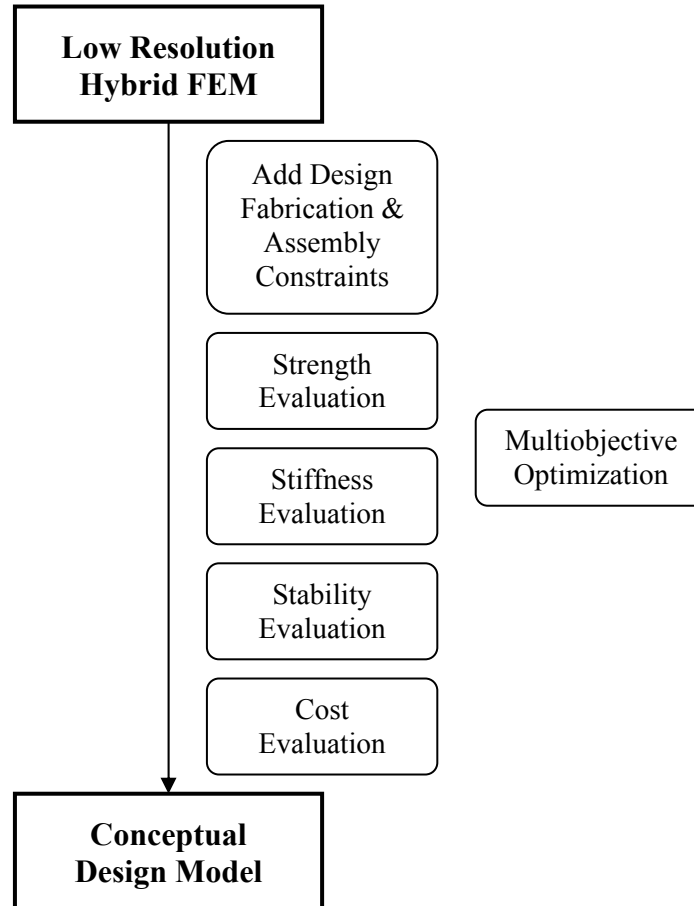 Low Resolution
Hybrid FEM
Add Design
Fabrication &
Assembly
Constraints
Strength
Evaluation
Multiobjective
Optimization
Stiffness
Evaluation
Stability
Evaluation
Cost
Evaluation
Conceptual
Design Model